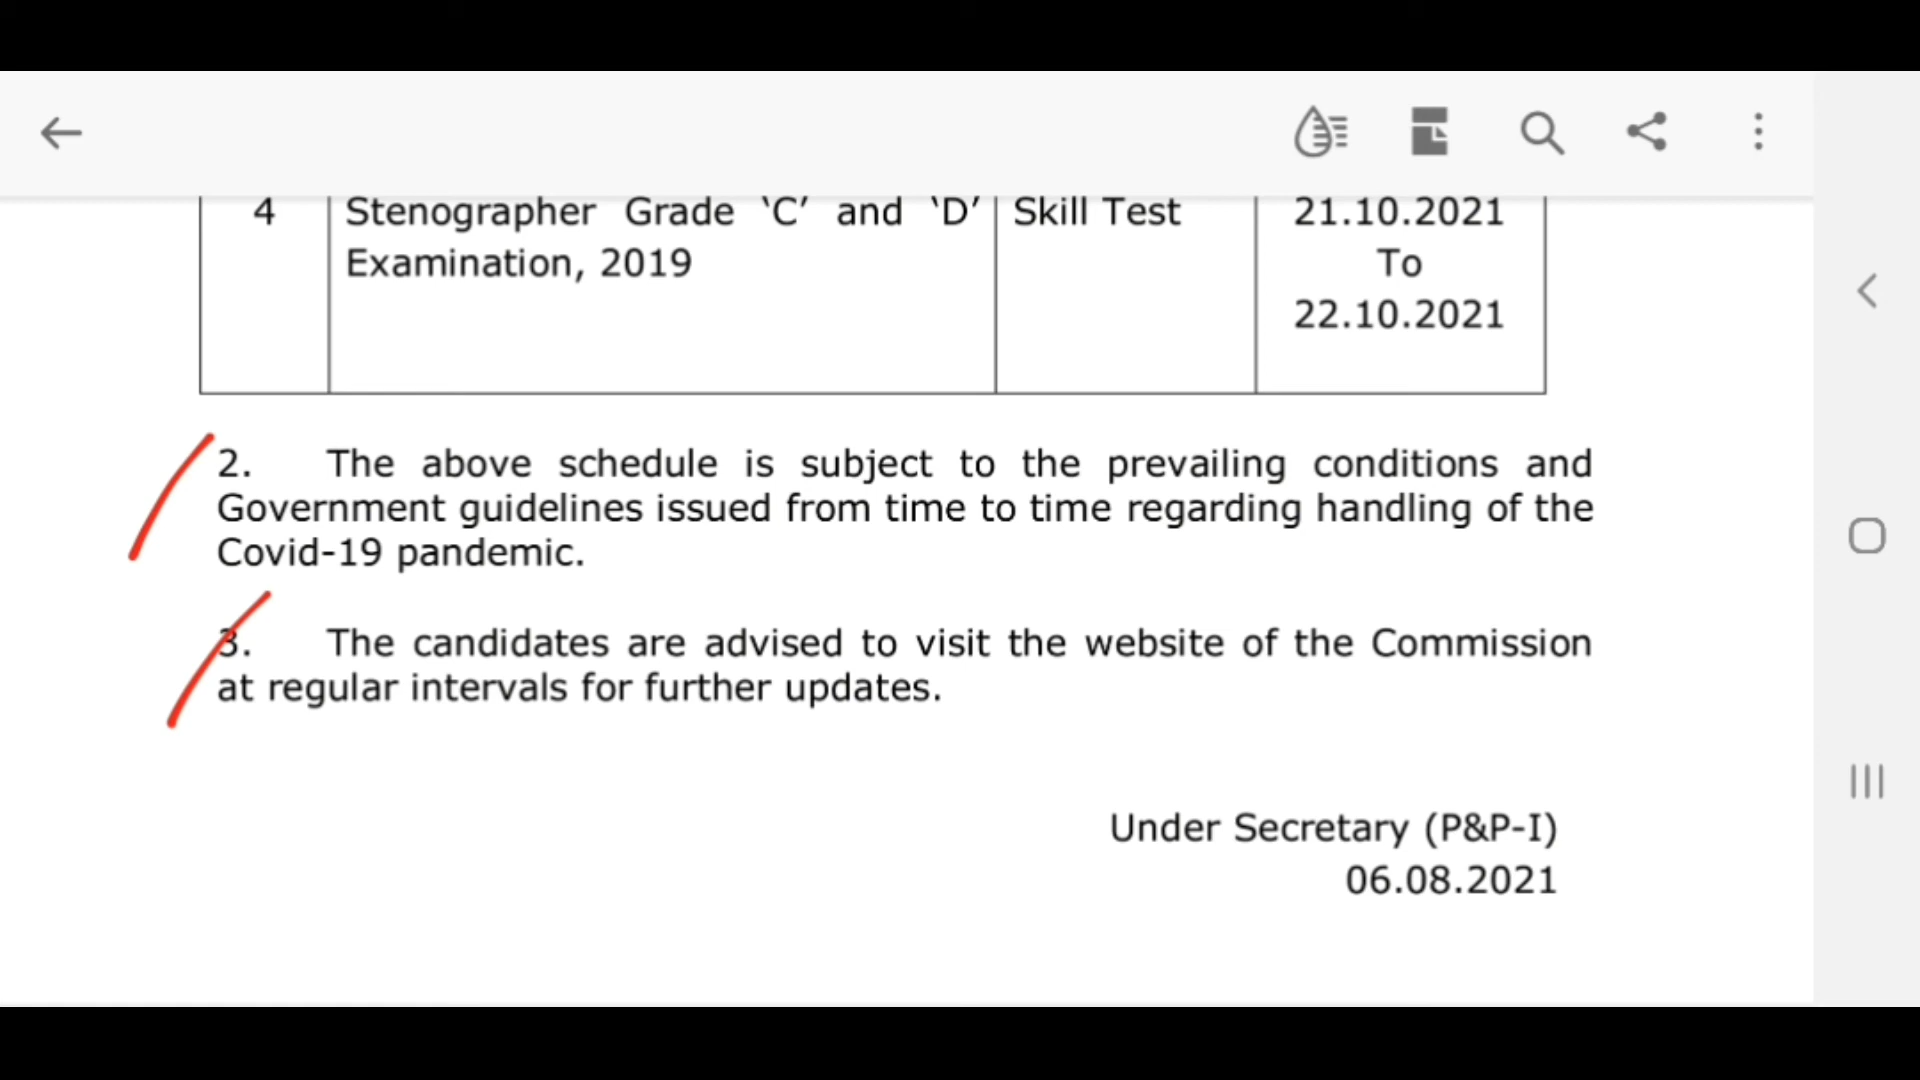 4 Stenographer Grade ‘C’ and ‘D’ Skill Test 21.10.2021
Examination, 2019 To
22.10.2021
2. The above schedule is subject to the prevailing conditions and
Government guidelines issued from time to time regarding handling of the
Covid-19 pandemic.
3. The candidates are advised to visit the website of the Commission
at regular intervals for further updates.
Under Secretary (P&P-I)
06.08.2021